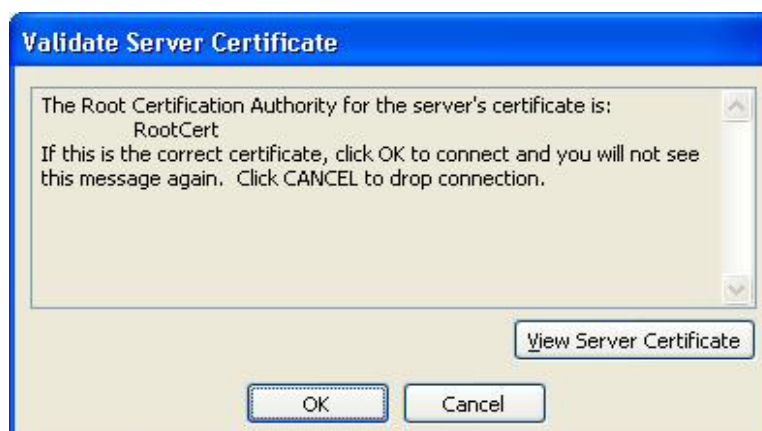 Validate Server Certificate
The Root Certification Authority for the server's certificate is:
RootCert
If this is the correct certificate, click OK to connect and you will not see
this message again.  Click CANCEL to drop connection.
View Server Certificate
OK
Cancel